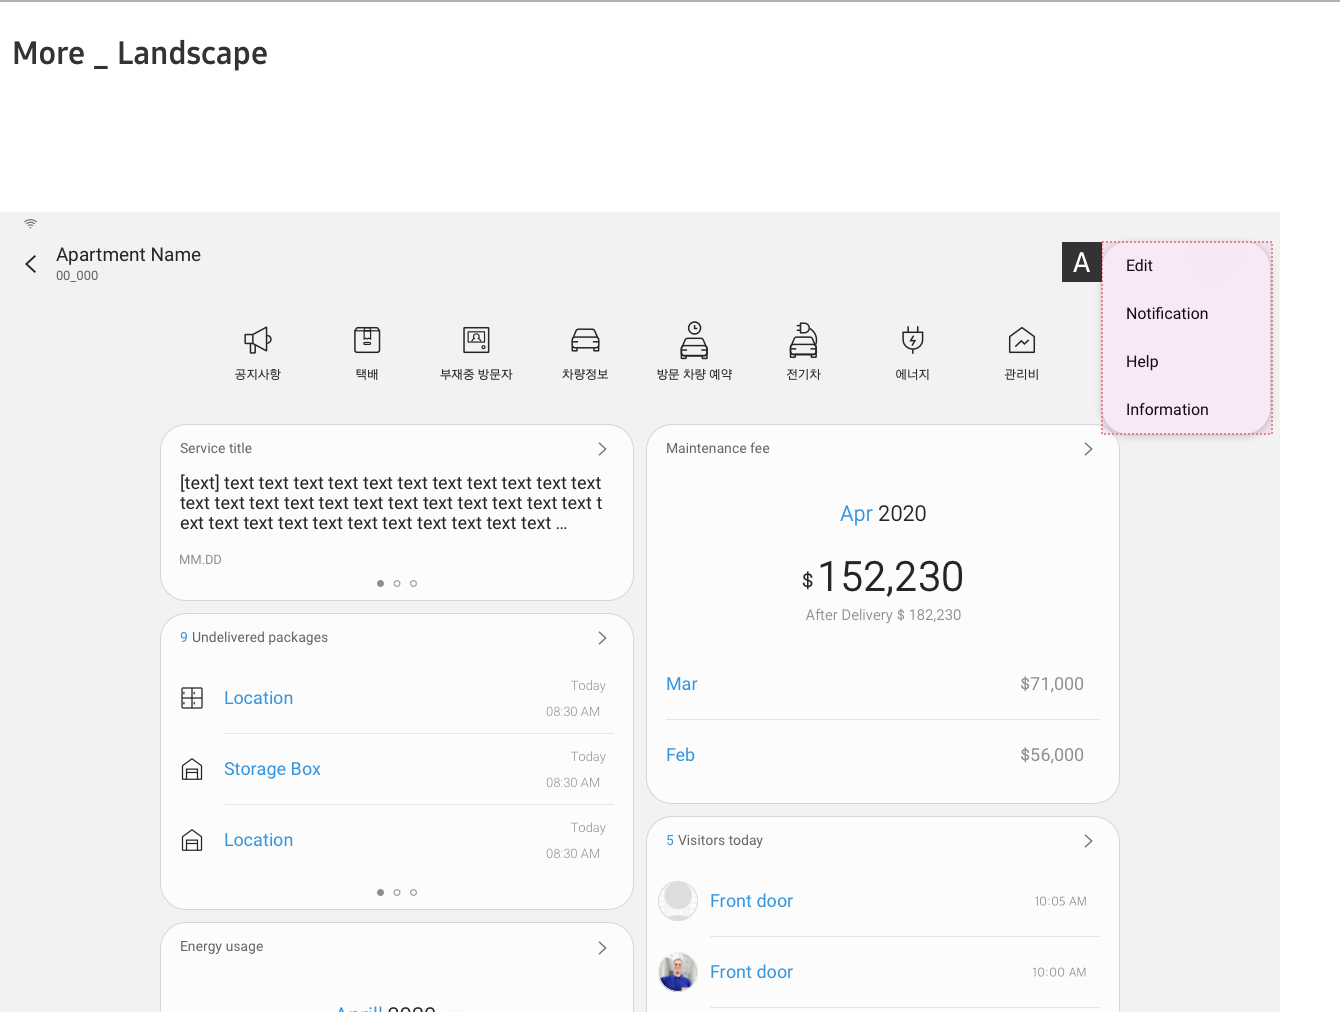 More _ Landscape
Apartment Name
00_000
A
Edit
Notification
Help
Information
공지사항
택배
부재중 방문자
차량정보
방문 차량 예약
전기차
에너지
관리비
Service title
[text] text text text text text text text text text text text
text text text text text text text text text text text text t
ext text text text text text text text text text text ...
MM.DD
9 Undelivered packages
Location
Today
08:30 AM
Storage Box
Today
08:30 AM
Location
Today
08:30 AM
Energy usage
Maintenance fee
Apr 2020
$ 152,230
After Delivery $ 182,230
Mar
$71,000
Feb
$56,000
5 Visitors today
Front door
10:05 AM
Front door
10:00 AM